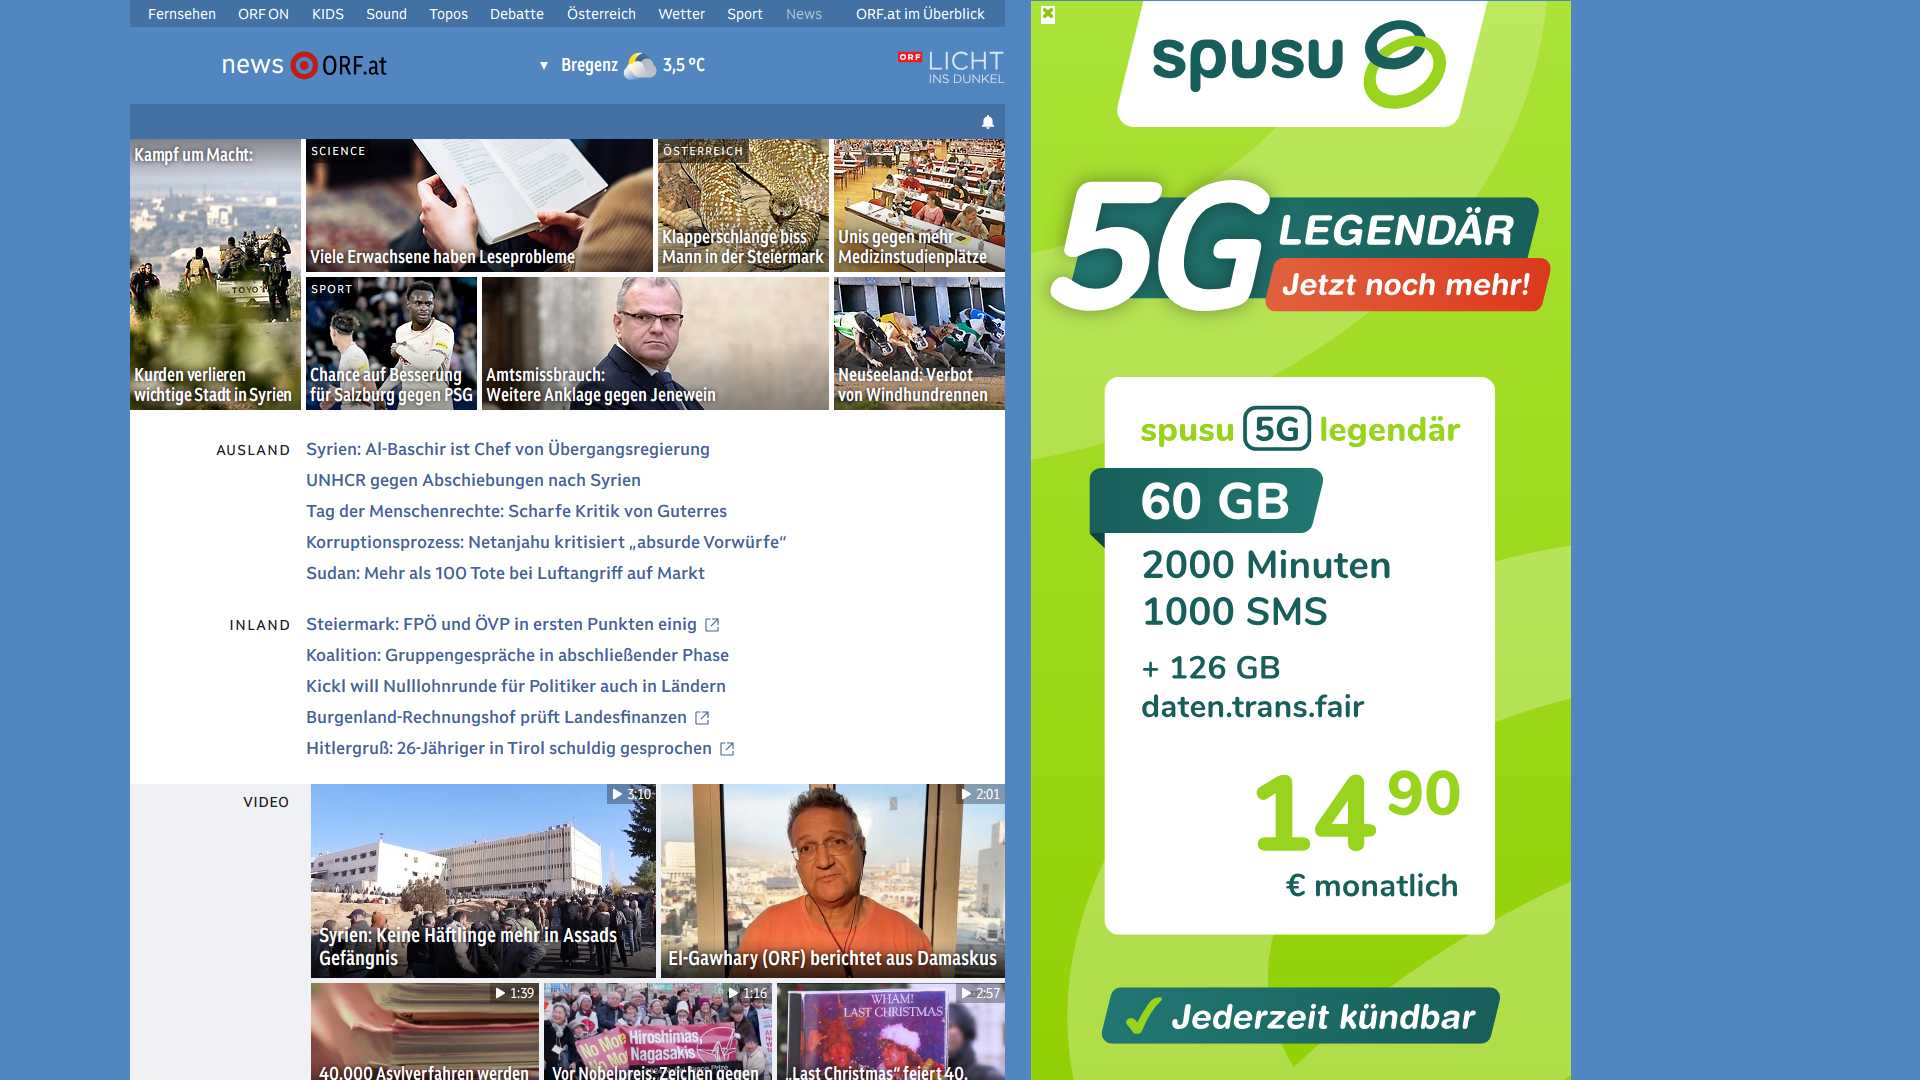 Fernsehen ORF ON KIDS Sound Topos Debatte Österreich Wetter Sport News ORF.at im Überblick
news ORF.at
Bregenz 3,5 °C
ORF LICHT
INS DUNKEL
Kampf um Macht:
Kurden verlieren
wichtige Stadt in Syrien
SCIENCE
Viele Erwachsene haben Leseprobleme
ÖSTERREICH
Klapperschlange biss
Mann in der Steiermark
Unis gegen mehr
Medizinstudienplätze
TOYO
SPORT
Chance auf Besserung
für Salzburg gegen PSG
Amtsmissbrauch:
Weitere Anklage gegen Jenewein
Neuseeland: Verbot
von Windhundrennen
AUSLAND
Syrien: Al-Baschir ist Chef von Übergangsregierung
UNHCR gegen Abschiebungen nach Syrien
Tag der Menschenrechte: Scharfe Kritik von Guterres
Korruptionsprozess: Netanjahu kritisiert „absurde Vorwürfe“
Sudan: Mehr als 100 Tote bei Luftangriff auf Markt
INLAND
Steiermark: FPÖ und ÖVP in ersten Punkten einig
Koalition: Gruppengespräche in abschließender Phase
Kickl will Nulllohnrunde für Politiker auch in Ländern
Burgenland-Rechnungshof prüft Landesfinanzen
Hitlergruß: 26-Jähriger in Tirol schuldig gesprochen
VIDEO
3:10
Syrien: Keine Häftlinge mehr in Assads
Gefängnis
2:01
El-Gawhary (ORF) berichtet aus Damaskus
1:39
40.000 Asylverfahren werden
1:16
No More Hiroshimas,
No Mo Nagasakis
Vor Nobelpreis: Zeichen gegen
2:57
WHAM!
LAST CHRISTMAS
„Last Christmas“ feiert 40.
spusu
5G LEGENDÄR
Jetzt noch mehr!
spusu 5G legendär
60 GB
2000 Minuten
1000 SMS
+ 126 GB
daten.trans.fair
14 90
€ monatlich
Jederzeit kündbar